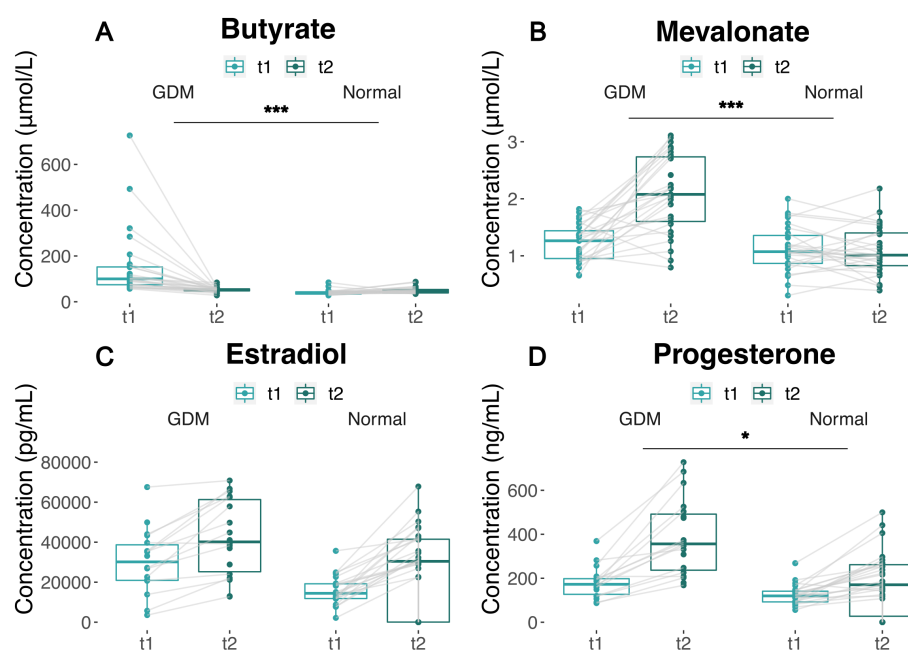 A
Butyrate
t1 t2
GDM Normal
***
Concentration (μmol/L)
600
400
200
0
t1 t2 t1 t2
B
Mevalonate
t1 t2
GDM Normal
***
Concentration (μmol/L)
3
2
1
t1 t2 t1 t2
C
Estradiol
t1 t2
GDM Normal
Concentration (pg/mL)
80000
60000
40000
20000
0
t1 t2 t1 t2
D
Progesterone
t1 t2
GDM Normal
*
Concentration (ng/mL)
600
400
200
0
t1 t2 t1 t2